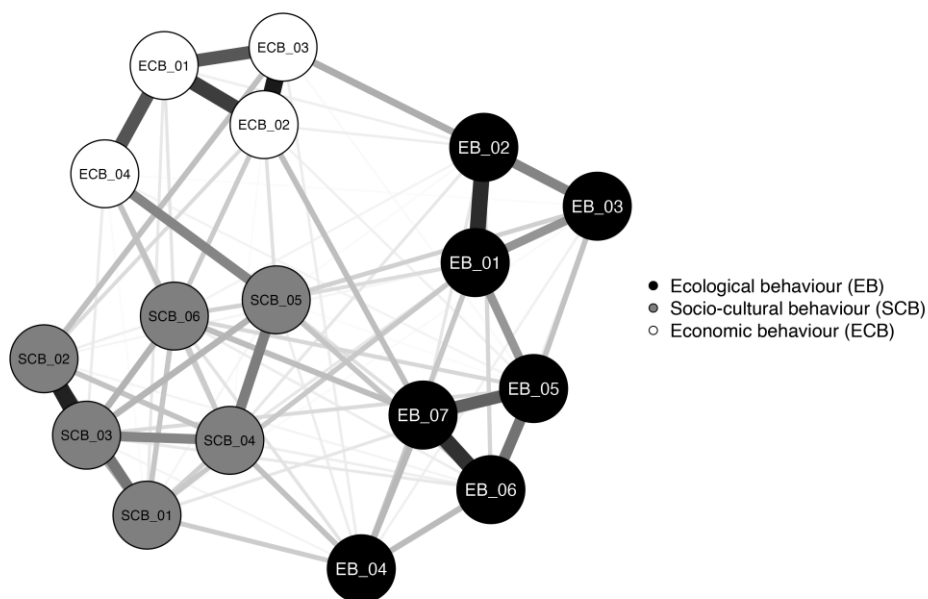 ECB_03
ECB_01
ECB_02
EB_02
ECB_04
EB_03
EB_01
Ecological behaviour (EB)
SCB_05
Socio-cultural behaviour (SCB)
SCB_06
Economic behaviour (ECB)
SCB_02
EB_05
EB_07
SCB_03
SCB_04
EB_06
SCB_01
EB_04